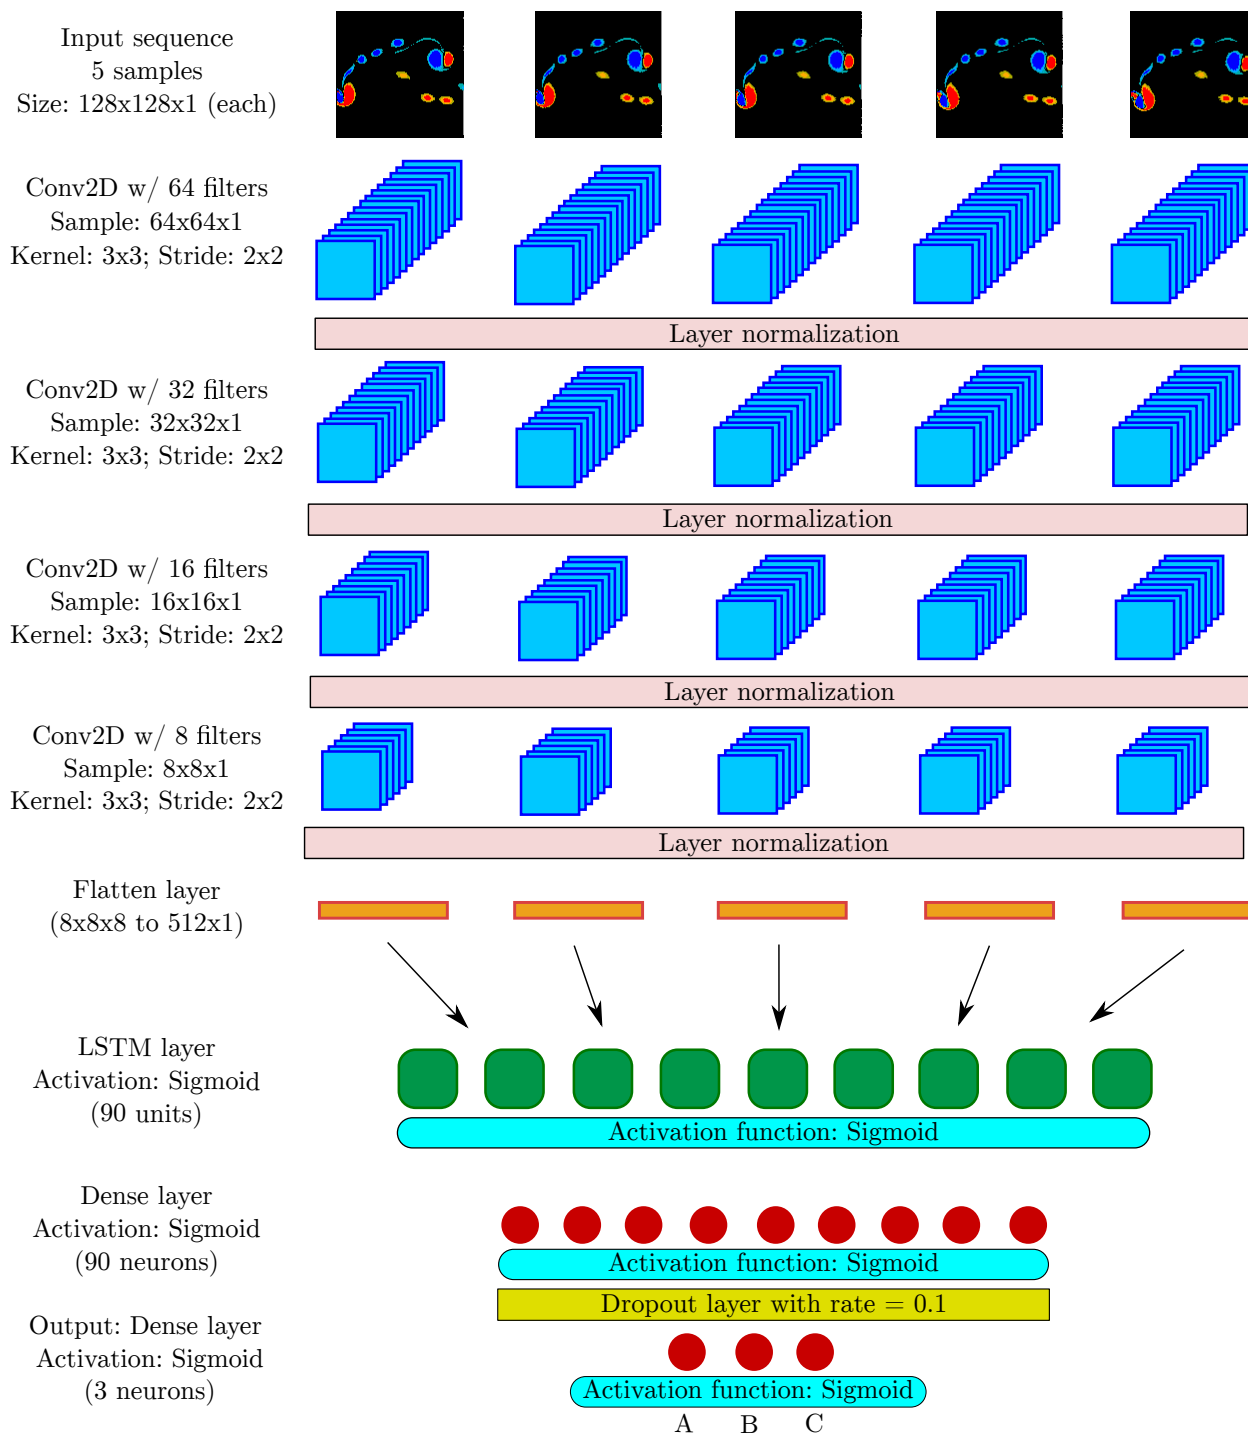 Input sequence
5 samples
Size: 128x128x1 (each)
Conv2D w/ 64 filters
Sample: 64x64x1
Kernel: 3x3; Stride: 2x2
Layer normalization
Conv2D w/ 32 filters
Sample: 32x32x1
Kernel: 3x3; Stride: 2x2
Layer normalization
Conv2D w/ 16 filters
Sample: 16x16x1
Kernel: 3x3; Stride: 2x2
Layer normalization
Conv2D w/ 8 filters
Sample: 8x8x1
Kernel: 3x3; Stride: 2x2
Layer normalization
Flatten layer
(8x8x8 to 512x1)
LSTM layer
Activation: Sigmoid
(90 units)
Activation function: Sigmoid
Dense layer
Activation: Sigmoid
(90 neurons)
Activation function: Sigmoid
Dropout layer with rate = 0.1
Output: Dense layer
Activation: Sigmoid
(3 neurons)
Activation function: Sigmoid
A B C